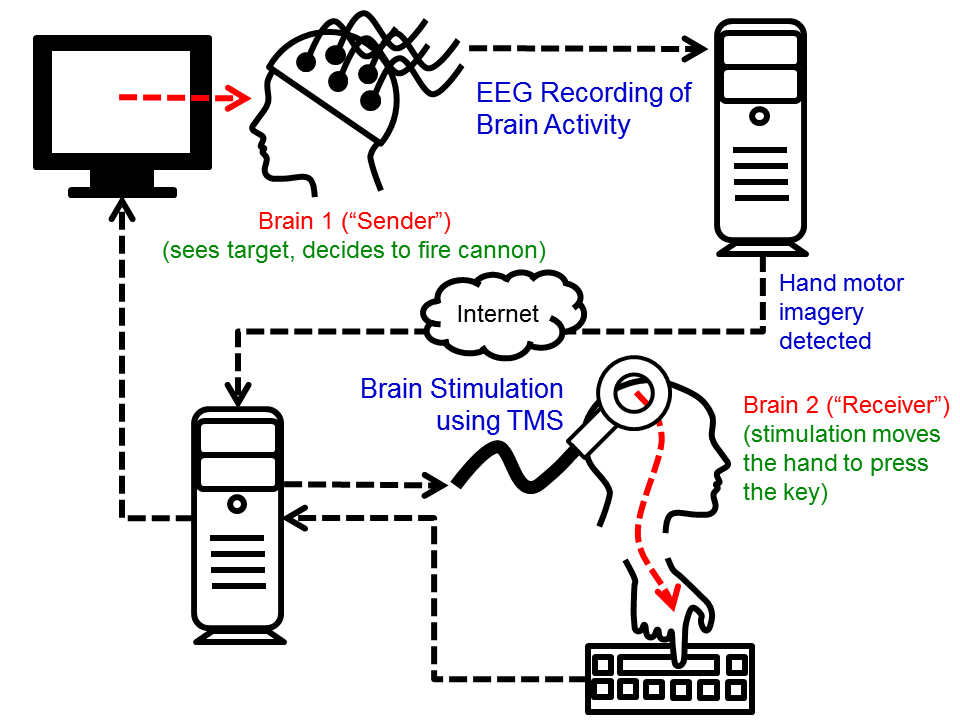 EEG Recording of
Brain Activity
Brain 1 (“Sender”)
(sees target, decides to fire cannon)
Hand motor
imagery
detected
Internet
Brain Stimulation
using TMS
Brain 2 (“Receiver”)
(stimulation moves
the hand to press
the key)